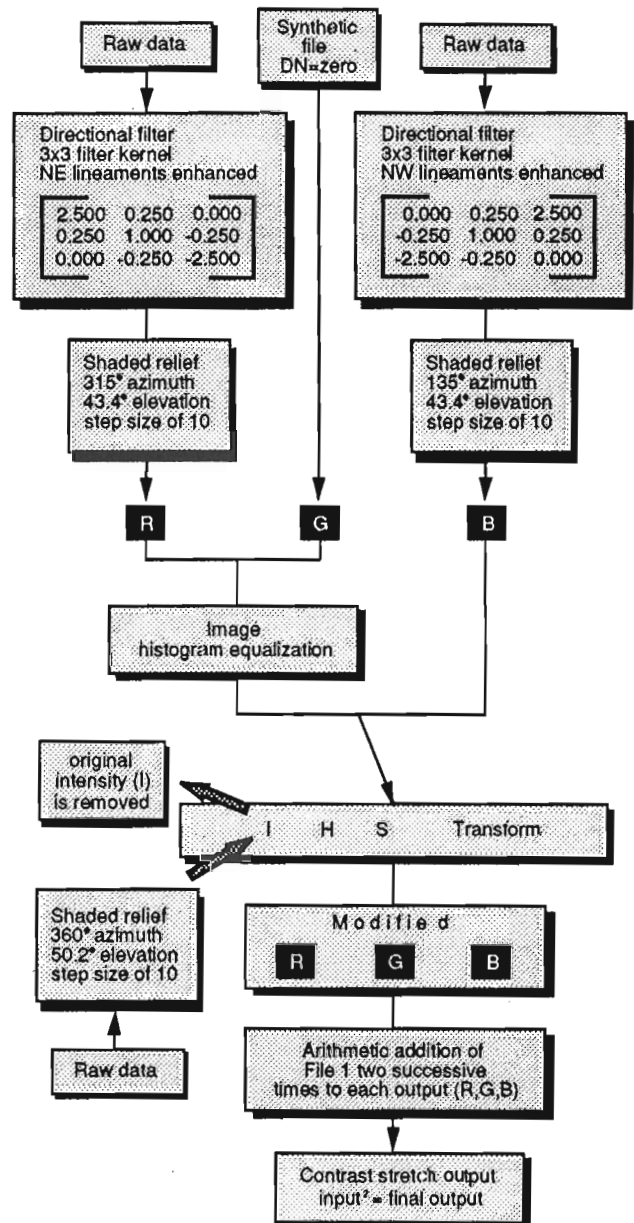 Raw data
Synthetic
file
DN=zero
Raw data
Directional filter
3x3 filter kernel
NE lineaments enhanced
2.500 0.250 0.000
0.250 1.000 -0.250
0.000 -0.250 -2.500
Directional filter
3x3 filter kernel
NW lineaments enhanced
0.000 0.250 2.500
-0.250 1.000 0.250
-2.500 -0.250 0.000
Shaded relief
315° azimuth
43.4° elevation
step size of 10
Shaded relief
135° azimuth
43.4° elevation
step size of 10
R
G
B
Image
histogram equalization
original
intensity (I)
is removed
I H S Transform
Shaded relief
360° azimuth
50.2° elevation
step size of 10
Raw data
Modified
R G B
Arithmetic addition of
File 1 two successive
times to each output (R,G,B)
Contrast stretch output
input² = final output